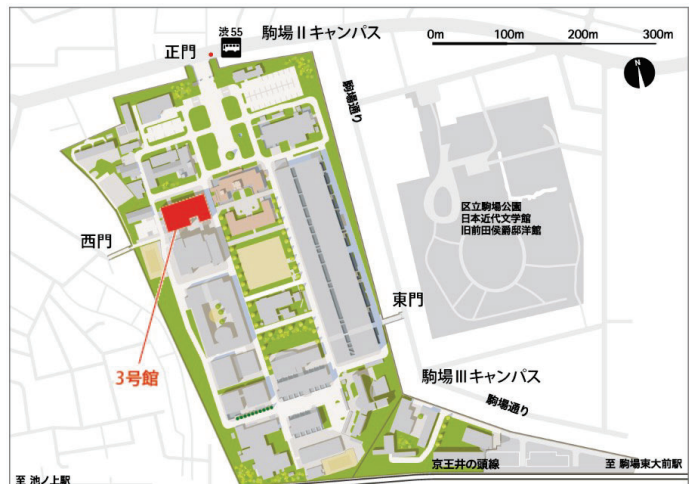 渋55
駒場Ⅱキャンパス
正門
0m 100m 200m 300m
N
駒場通り
区立駒場公園
日本近代文学館
旧前田侯爵邸洋館
西門
東門
3号館
駒場Ⅲキャンパス
駒場通り
京王井の頭線
至 駒場東大前駅
至 池ノ上駅